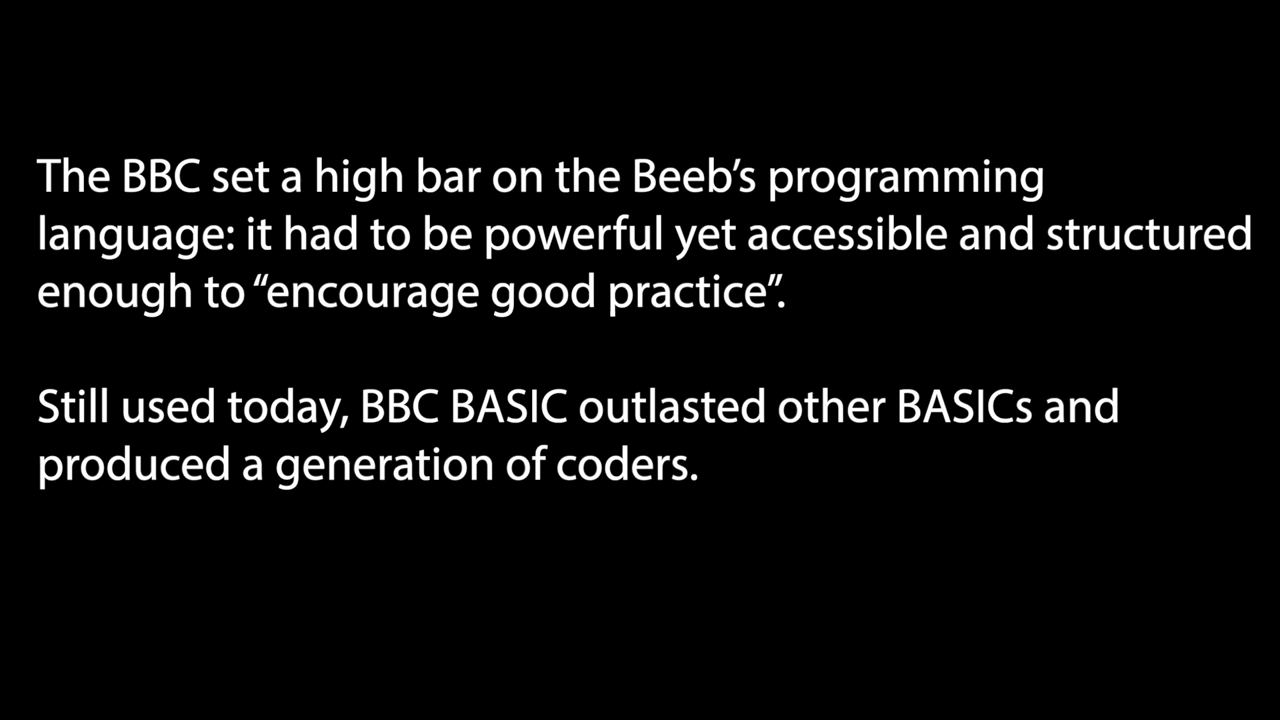 The BBC set a high bar on the Beeb’s programming
language: it had to be powerful yet accessible and structured
enough to “encourage good practice”.
Still used today, BBC BASIC outlasted other BASICs and
produced a generation of coders.